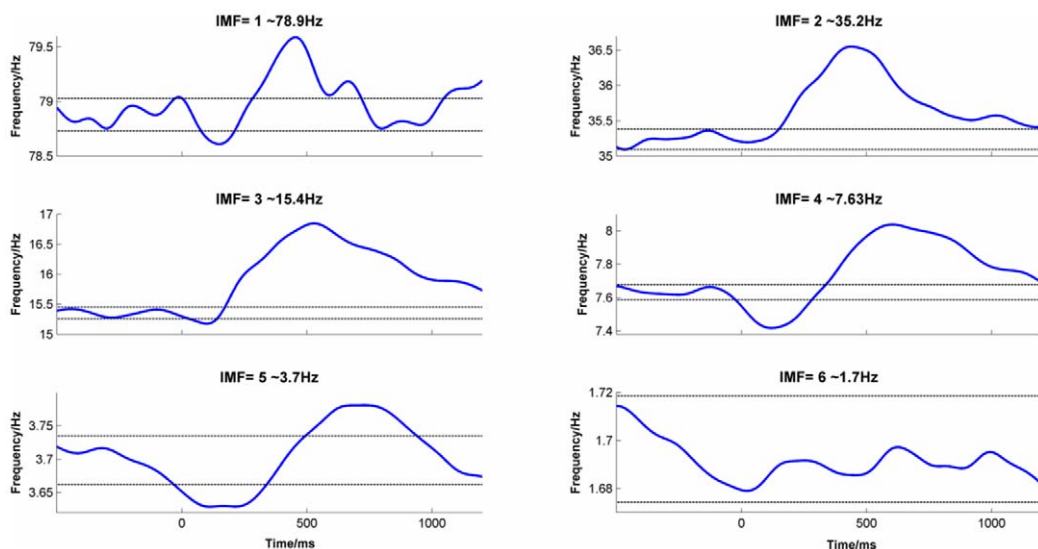 IMF= 1 ~78.9Hz
Frequency/Hz
79.5
79
78.5
IMF= 2 ~35.2Hz
Frequency/Hz
36.5
35.5
35
IMF= 3 ~15.4Hz
Frequency/Hz
17
16.5
16
15.5
15
IMF= 4 ~7.63Hz
Frequency/Hz
8
7.8
7.6
7.4
IMF= 5 ~3.7Hz
Frequency/Hz
3.75
3.7
3.65
0 500 1000
Time/ms
IMF= 6 ~1.7Hz
Frequency/Hz
1.72
1.7
1.68
0 500 1000
Time/ms